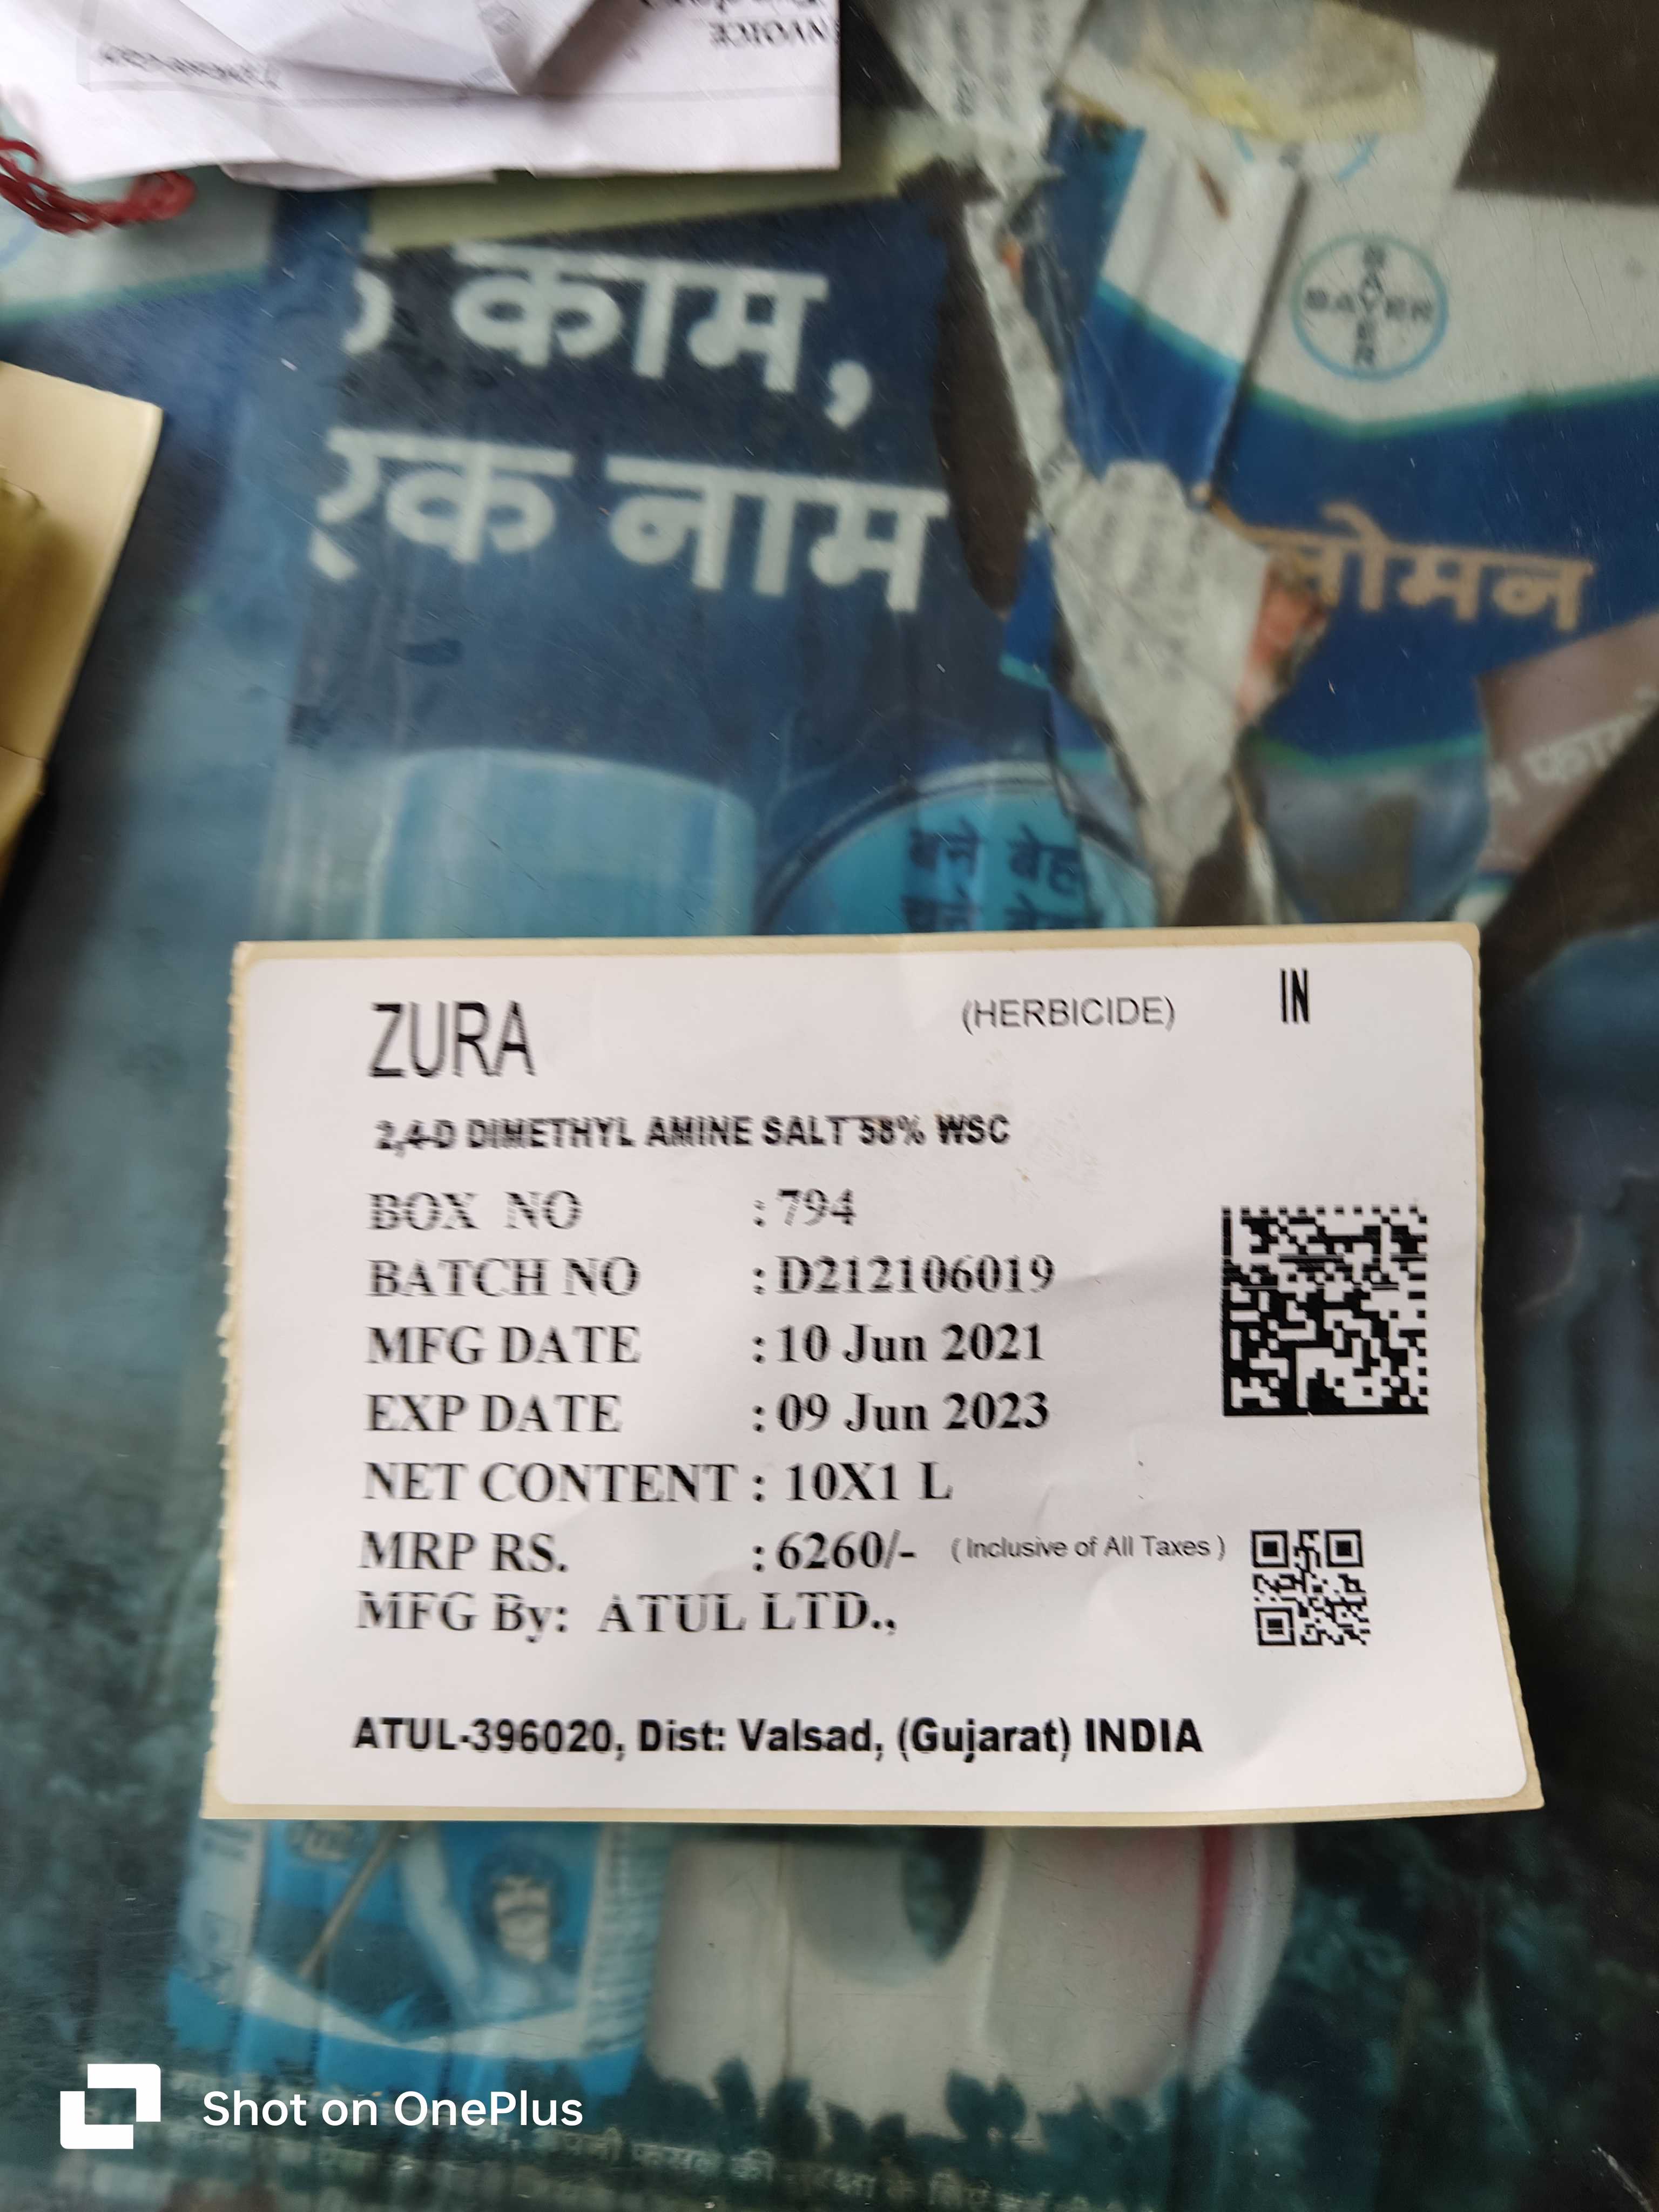 काम,
एक नाम
BAYER
BAYER
बने बेह
ZURA (HERBICIDE) IN
2,4-D DIMETHYL AMINE SALT 58% WSC
BOX NO : 794
BATCH NO : D212106019
MFG DATE : 10 Jun 2021
EXP DATE : 09 Jun 2023
NET CONTENT : 10X1 L
MRP RS. : 6260/- ( Inclusive of All Taxes )
MFG By: ATUL LTD.,
ATUL-396020, Dist: Valsad, (Gujarat) INDIA
Shot on OnePlus